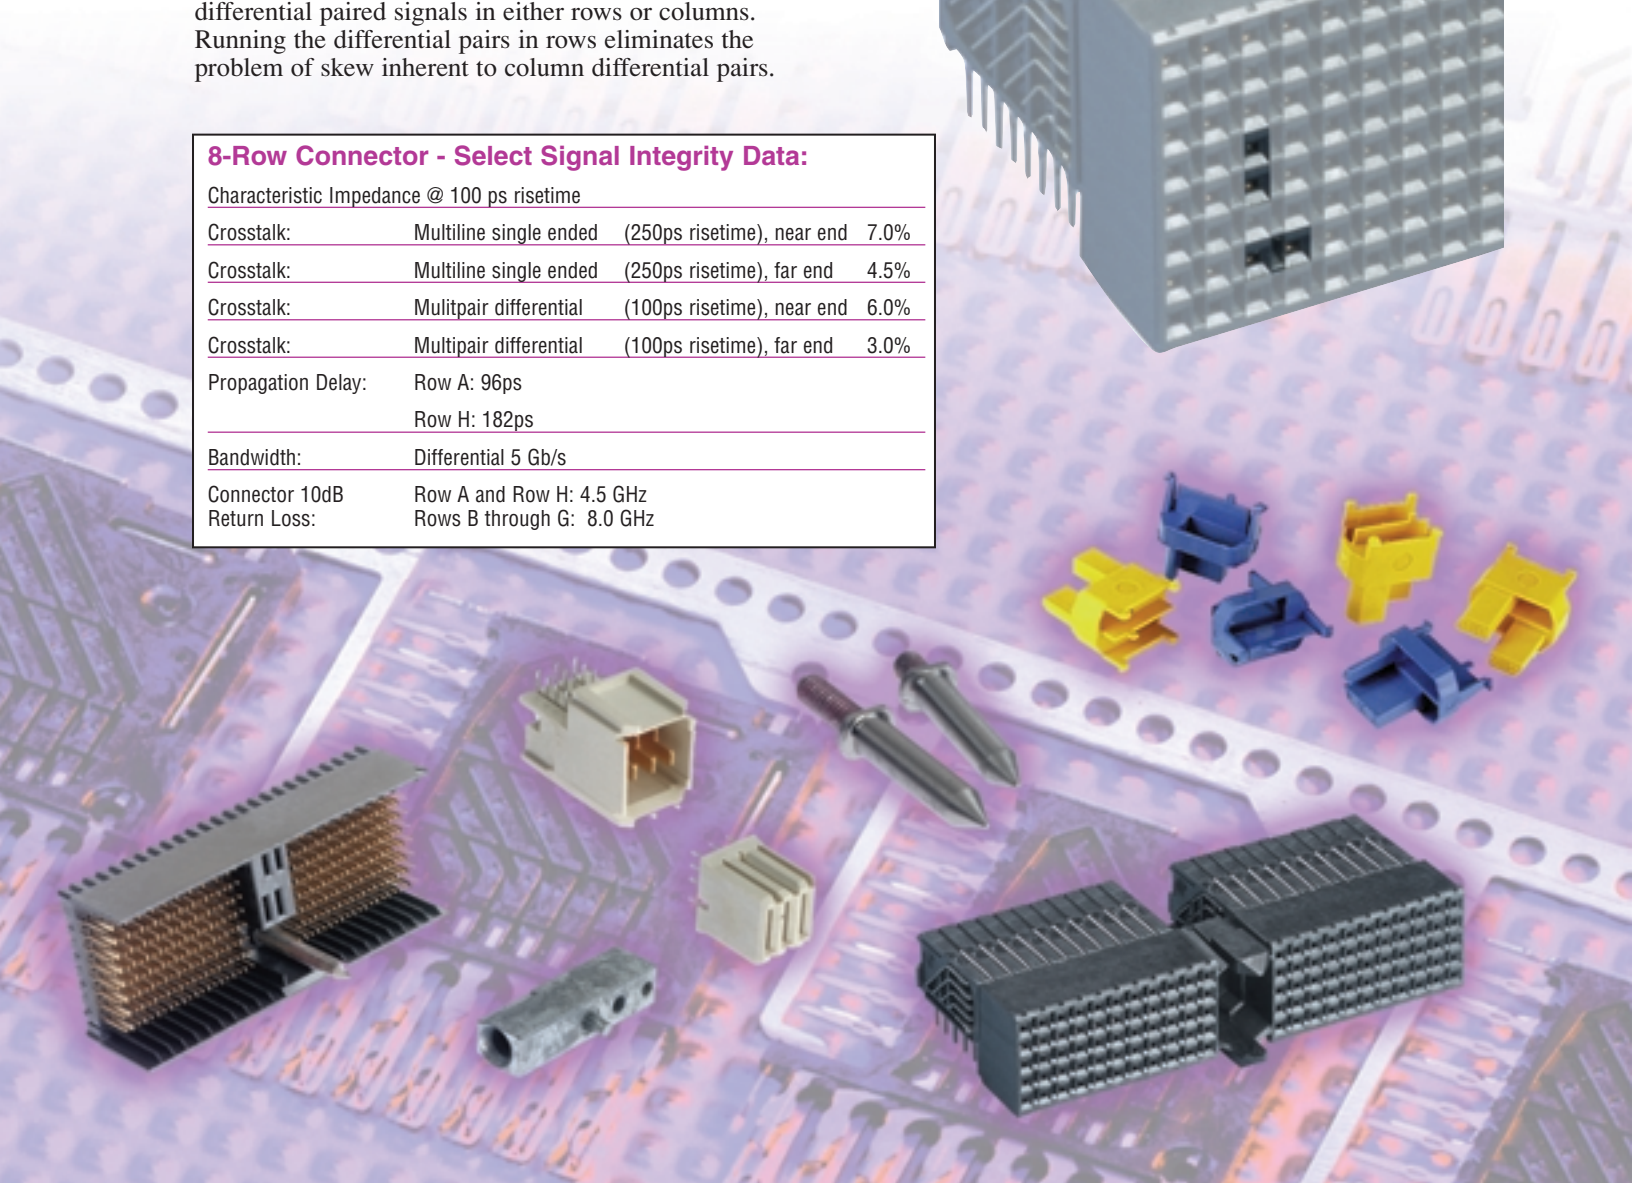 differential paired signals in either rows or columns.
Running the differential pairs in rows eliminates the
problem of skew inherent to column differential pairs.
8-Row Connector - Select Signal Integrity Data:
Characteristic Impedance @ 100 ps risetime
Crosstalk: Multiline single ended (250ps risetime), near end 7.0%
Crosstalk: Multiline single ended (250ps risetime), far end 4.5%
Crosstalk: Mulitpair differential (100ps risetime), near end 6.0%
Crosstalk: Multipair differential (100ps risetime), far end 3.0%
Propagation Delay: Row A: 96ps
Row H: 182ps
Bandwidth: Differential 5 Gb/s
Connector 10dB Row A and Row H: 4.5 GHz
Return Loss: Rows B through G: 8.0 GHz